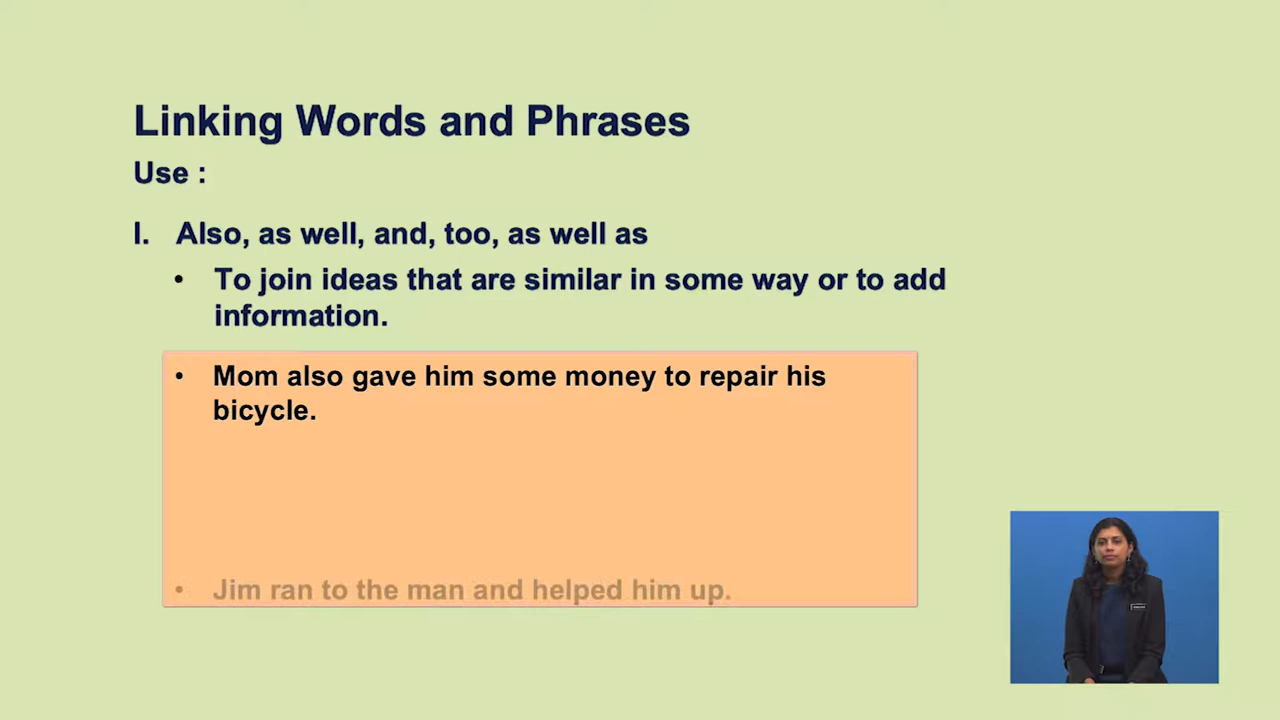 Linking Words and Phrases
Use :
I. Also, as well, and, too, as well as
• To join ideas that are similar in some way or to add
information.
• Mom also gave him some money to repair his
bicycle.
• Jim ran to the man and helped him up.